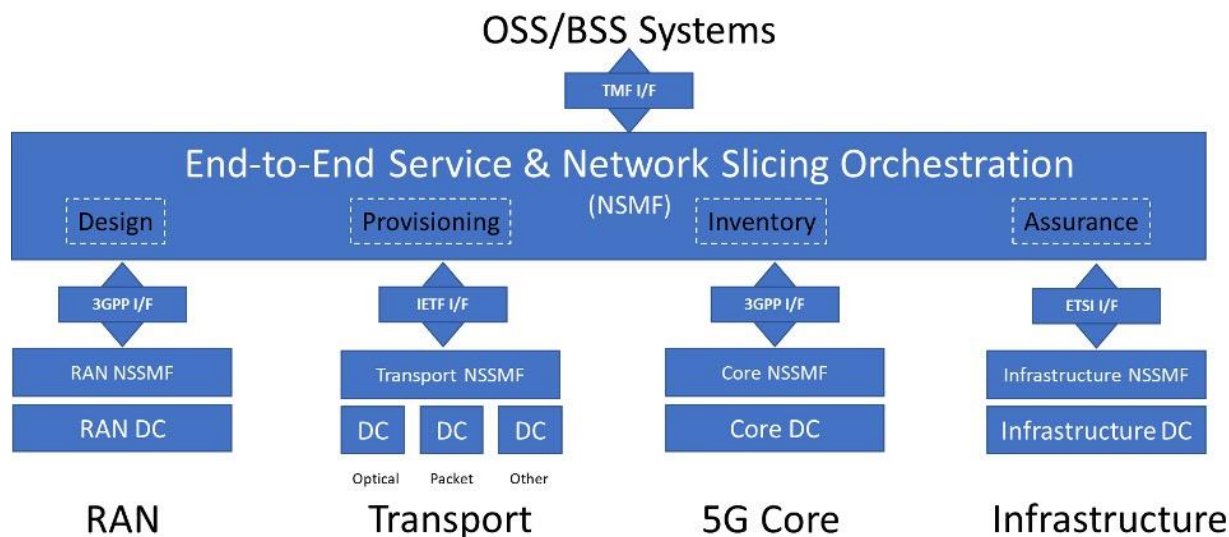 OSS/BSS Systems
TMF I/F
End-to-End Service & Network Slicing Orchestration
(NSMF)
Design Provisioning Inventory Assurance
3GPP I/F IETF I/F 3GPP I/F ETSI I/F
RAN NSSMF Transport NSSMF Core NSSMF Infrastructure NSSMF
RAN DC DC DC DC Core DC Infrastructure DC
Optical Packet Other
RAN Transport 5G Core Infrastructure